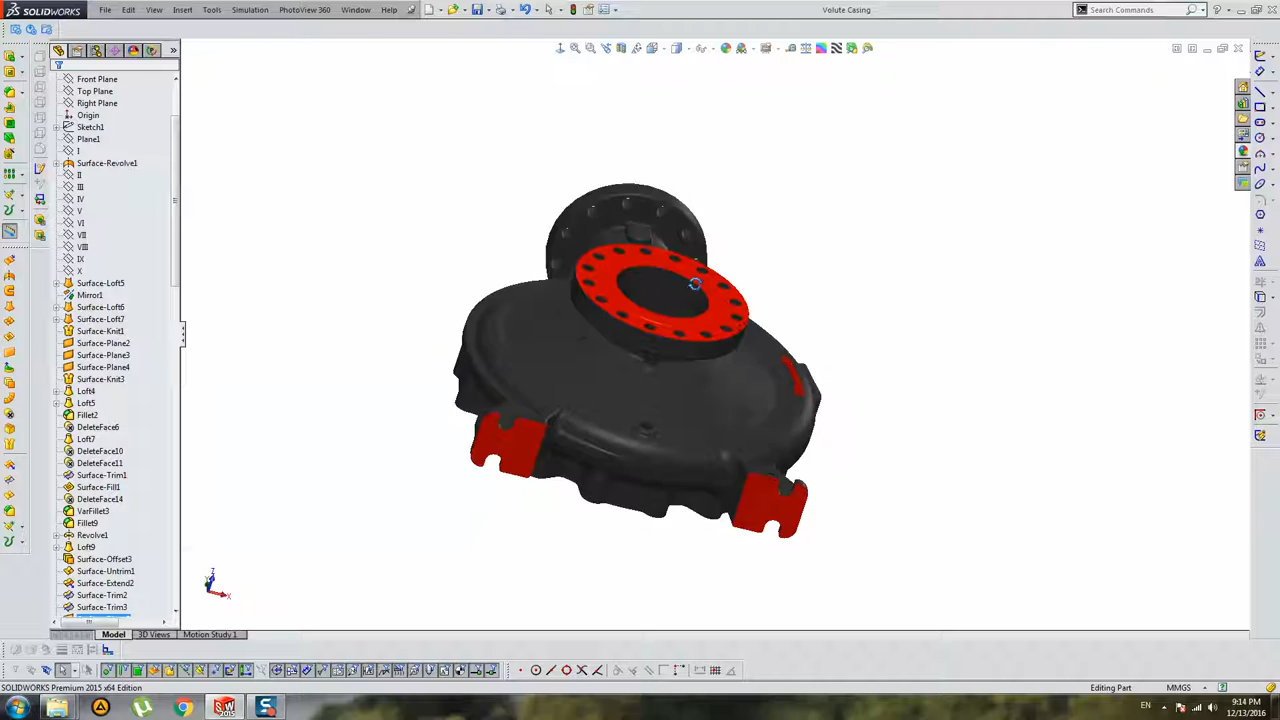 SOLIDWORKS
File
Edit
View
Insert
Tools
Simulation
PhotoView 360
Window
Help
Volute Casing
Search Commands
Front Plane
Top Plane
Right Plane
Origin
Sketch1
Plane1
I
Surface-Revolve1
II
III
IV
V
VI
VII
VIII
IX
X
Surface-Loft5
Mirror1
Surface-Loft6
Surface-Loft7
Surface-Knit1
Surface-Plane2
Surface-Plane3
Surface-Plane4
Surface-Knit3
Loft4
Loft5
Fillet2
DeleteFace6
Loft7
DeleteFace10
DeleteFace11
Surface-Trim1
Surface-Fill1
DeleteFace14
VarFillet3
Fillet9
Revolve1
Loft9
Surface-Offset3
Surface-Untrim1
Surface-Extend2
Surface-Trim2
Surface-Trim3
Z
Y
X
Model
3D Views
Motion Study 1
SOLIDWORKS Premium 2015 x64 Edition
Editing Part
MMGS
EN
9:14 PM
12/13/2016